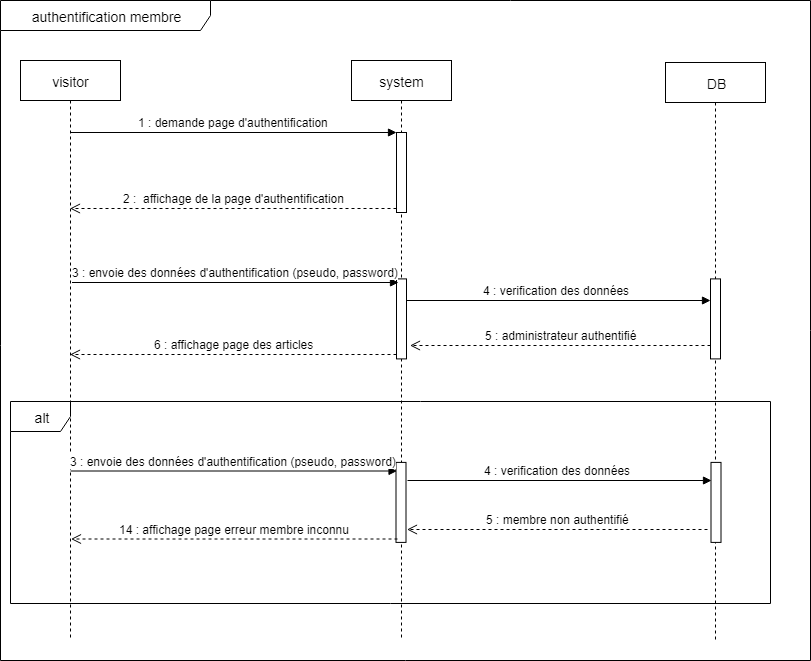 authentification membre
visitor
system
DB
1 : demande page d'authentification
2 : affichage de la page d'authentification
3 : envoie des données d'authentification (pseudo, password)
4 : verification des données
5 : administrateur authentifié
6 : affichage page des articles
alt
3 : envoie des données d'authentification (pseudo, password)
4 : verification des données
5 : membre non authentifié
14 : affichage page erreur membre inconnu